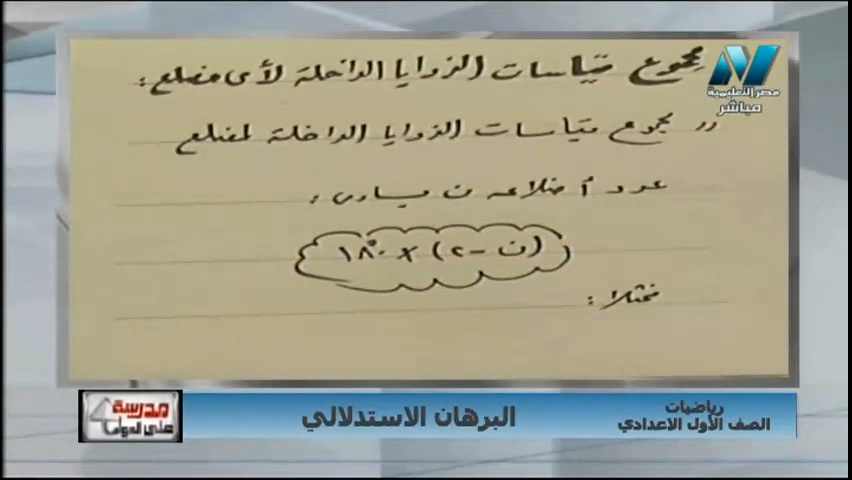 مجموع قياسات الزوايا الداخلة لأى مضلع :
,, مجموع قياسات الزوايا الداخلة لمضلع
عدد أضلاعه ن يساوى :
(ن - ٢) × ١٨٠°
فمثلا :
مصر التعليمية
مباشر
رياضيات
الصف الأول الاعدادي
البرهان الاستدلالي
مدرسة
على الهواء